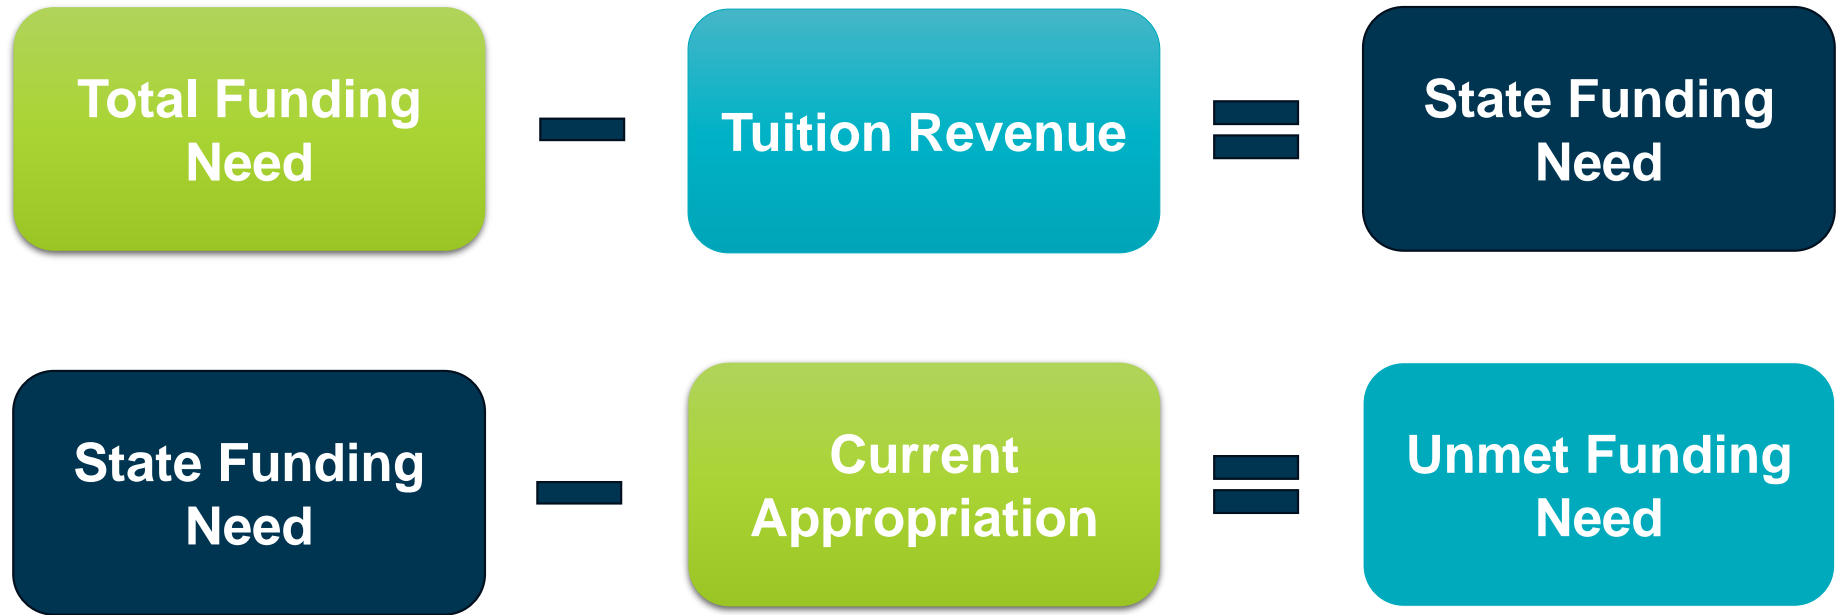 Total Funding
Need
Tuition Revenue
State Funding
Need
State Funding
Need
Current
Appropriation
Unmet Funding
Need